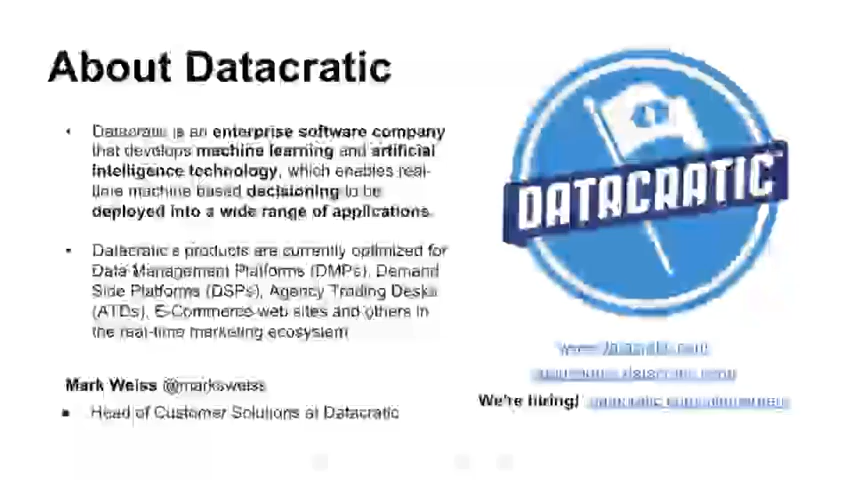 About Datacratic
• Datacratic is an enterprise software company
that develops machine learning and artificial
intelligence technology, which enables real-
time machine based decisioning to be
deployed into a wide range of applications.
• Datacratic's products are currently optimized for
Data Management Platforms (DMPs), Demand
Side Platforms (DSPs), Agency Trading Desks
(ATDs), E-Commerce web sites and others in
the real-time marketing ecosystem
Mark Weiss @marksweiss
• Head of Customer Solutions at Datacratic
DATACRATIC
www.datacratic.com
We're hiring!